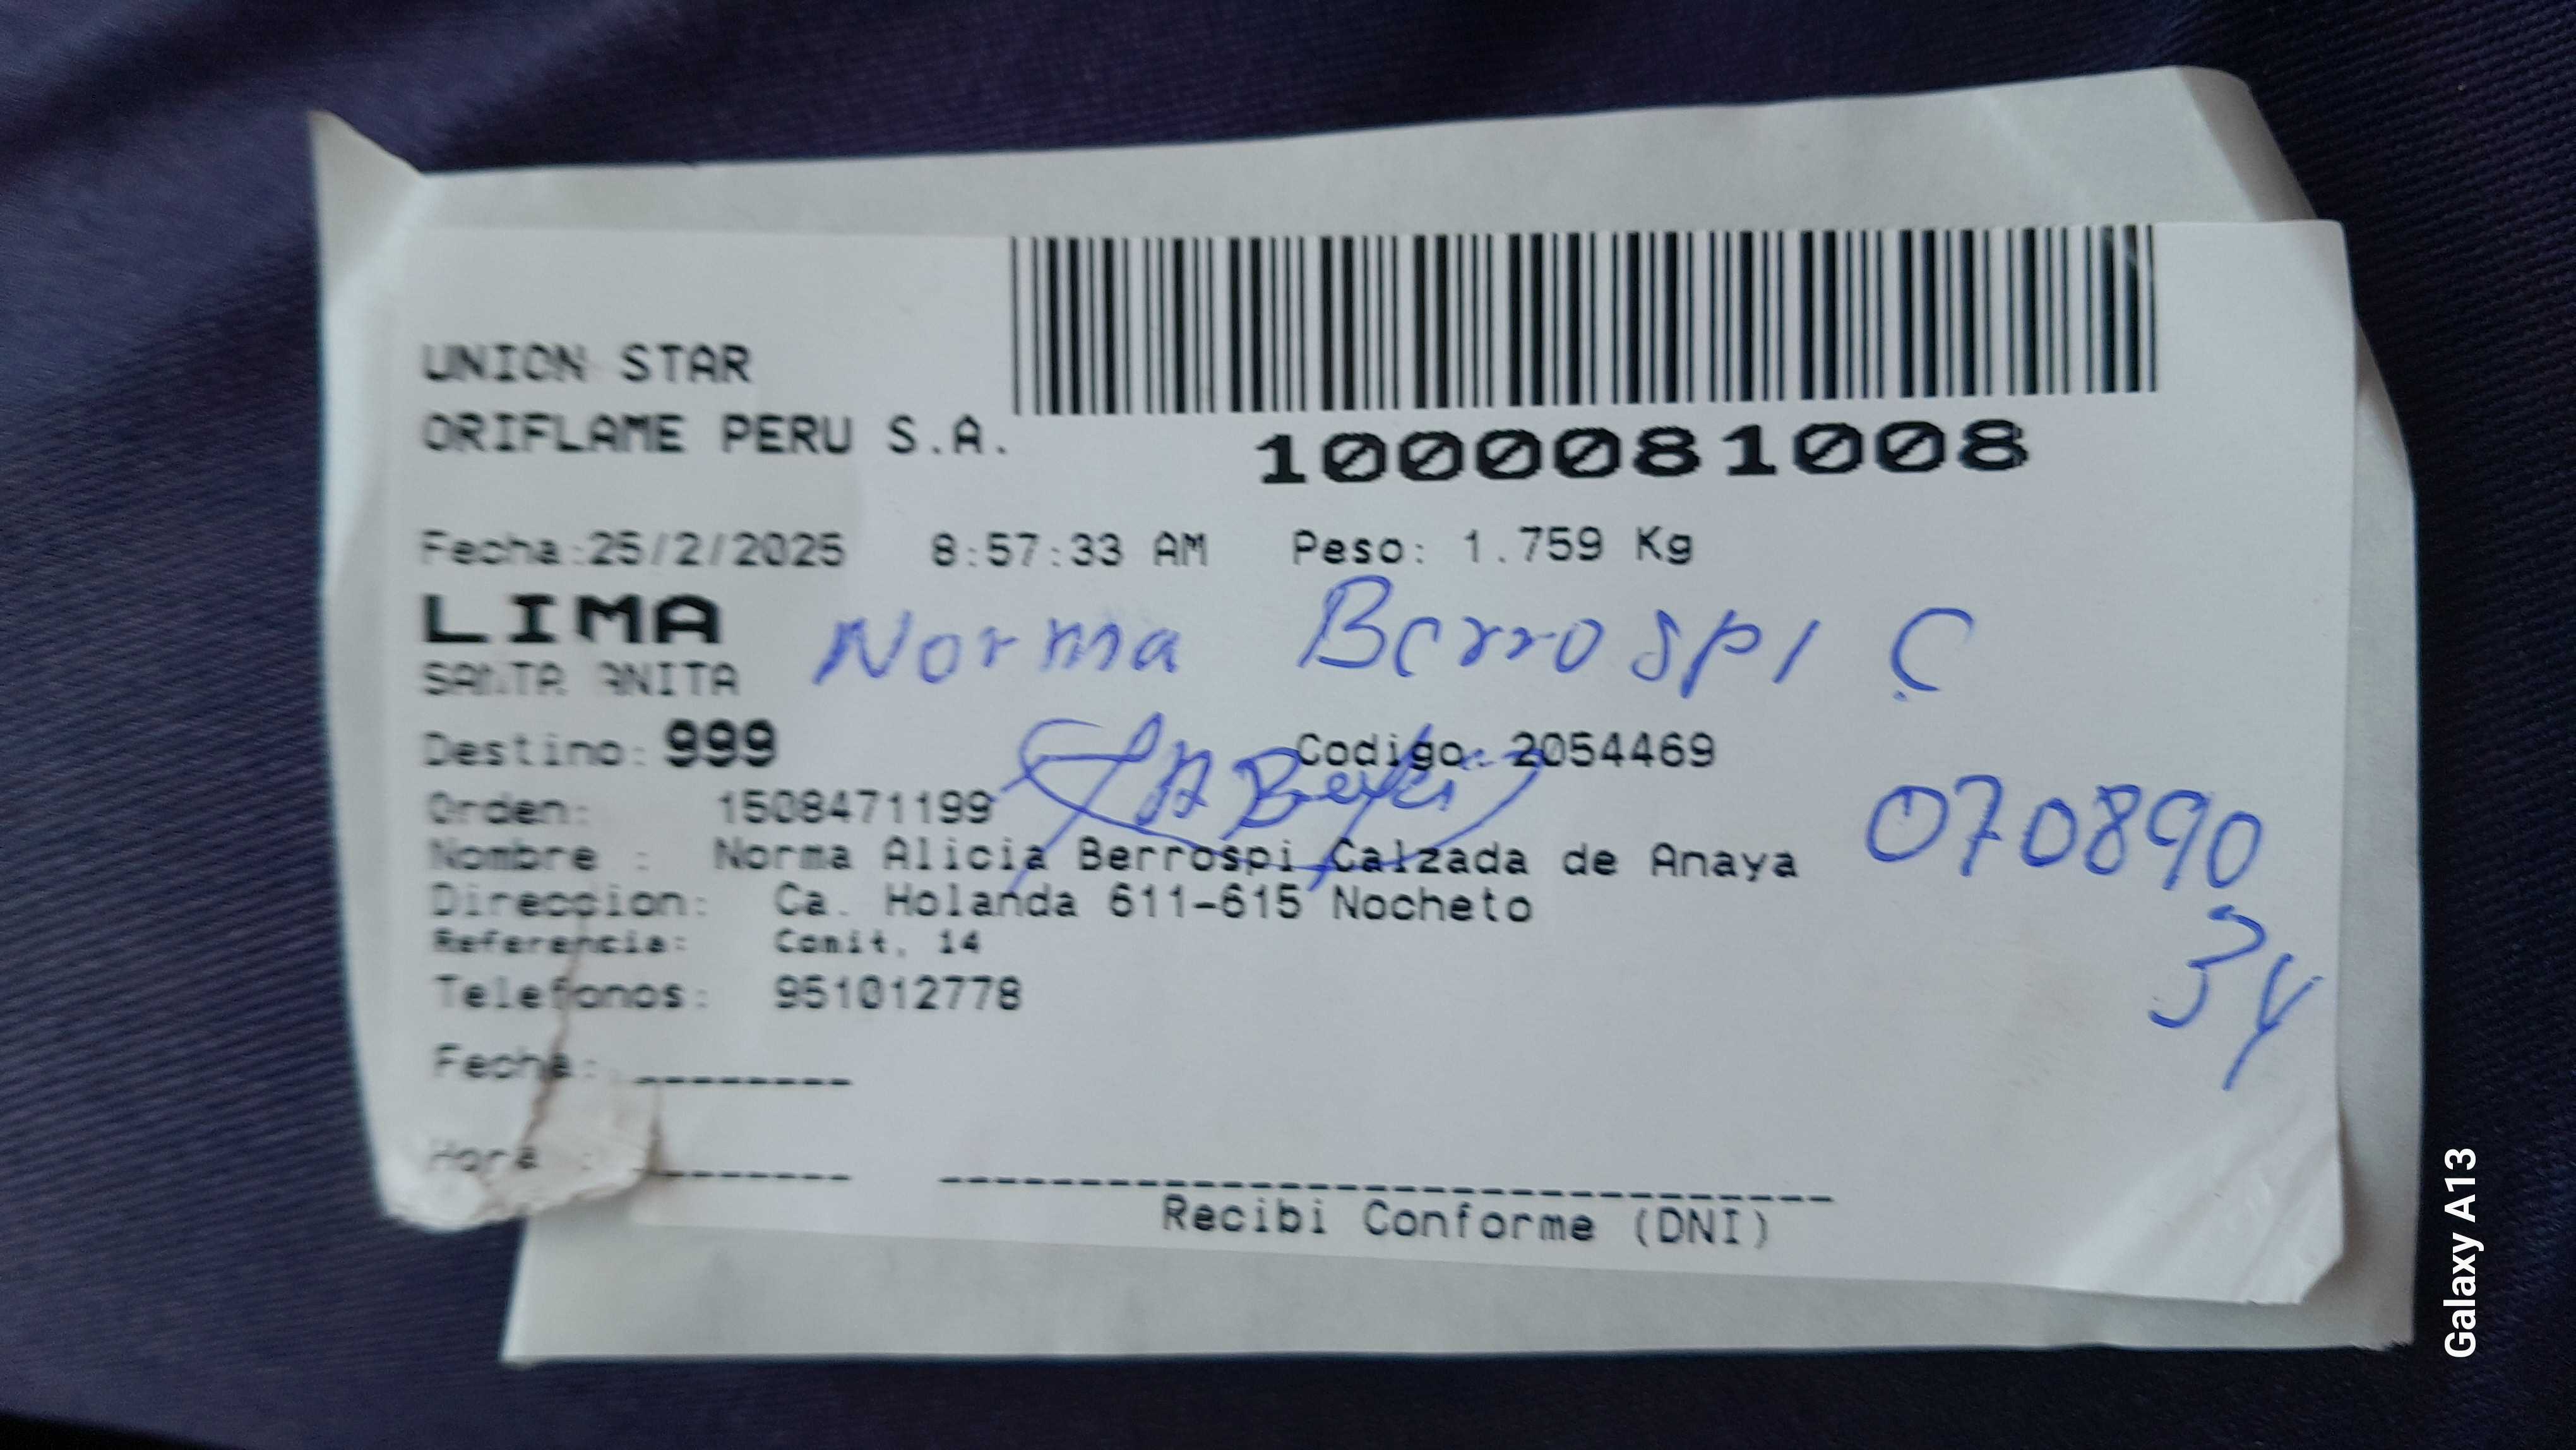 UNION STAR
ORIFLAME PERU S.A.
1000081008
Fecha:25/2/2025 8:57:33 AM Peso: 1.759 Kg
LIMA
Norma Berrospi C
SANTA ANITA
Destino: 999 Codigo: 2054469
Orden: 1508471199
070890
34
Nombre : Norma Alicia Berrospi Calzada de Anaya
Direccion: Ca. Holanda 611-615 Nocheto
Referencia: Comit. 14
Telefonos: 951012778
Fecha: --------
Hora : --------
Recibi Conforme (DNI)
Galaxy A13